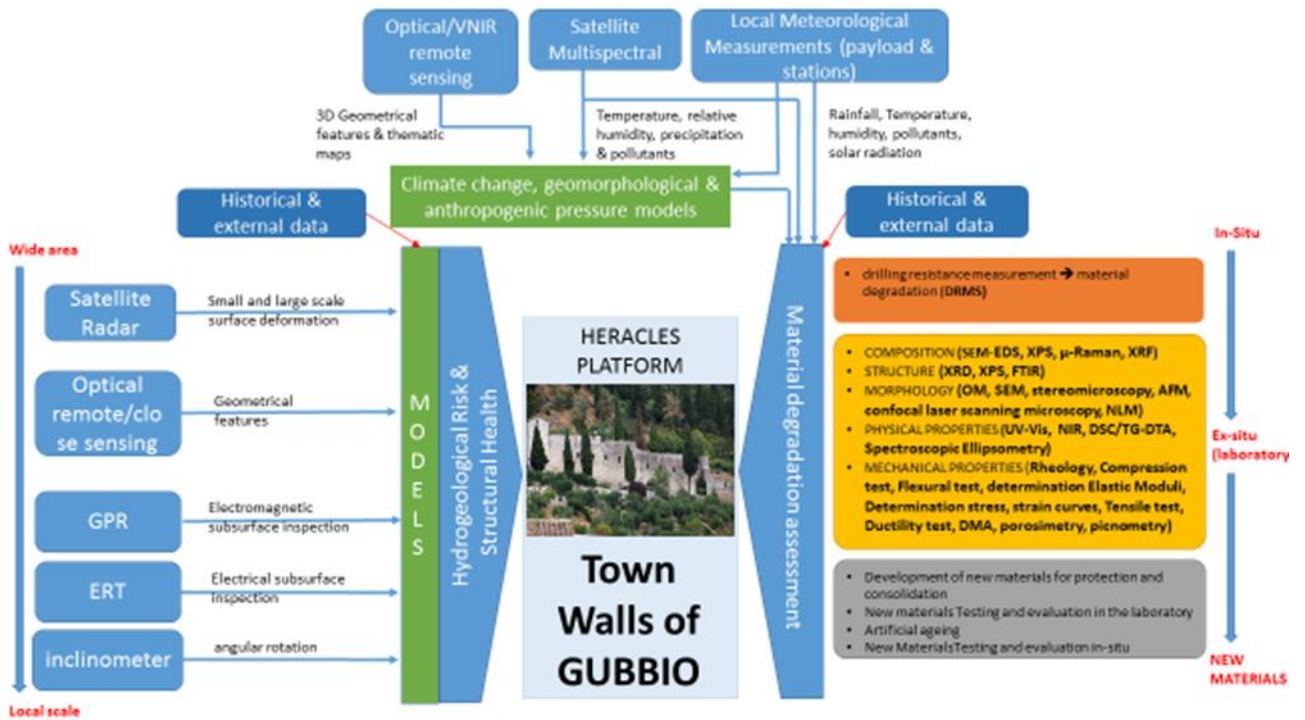 Optical/VNIR
remote
sensing
Satellite
Multispectral
Local Meteorological
Measurements (payload &
stations)
3D Geometrical
features & thematic
maps
Temperature, relative
humidity, precipitation
& pollutants
Rainfall, Temperature,
humidity, pollutants,
solar radiation
Climate change, geomorphological &
anthropogenic pressure models
Historical &
external data
Historical &
external data
Wide area
Satellite
Radar
Small and large scale
surface deformation
Optical
remote/clo
se sensing
Geometrical
features
GPR
Electromagnetic
subsurface inspection
ERT
Electrical subsurface
inspection
inclinometer
angular rotation
Local scale
MODELS
Hydrogeological Risk &
Structural Health
HERACLES
PLATFORM
Town
Walls of
GUBBIO
Material degradation assessment
In-Situ
• drilling resistance measurement → material
degradation (DRMS)
• COMPOSITION (SEM-EDS, XPS, μ-Raman, XRF)
• STRUCTURE (XRD, XPS, FTIR)
• MORPHOLOGY (OM, SEM, stereomicroscopy, AFM,
confocal laser scanning microscopy, NLM)
• PHYSICAL PROPERTIES (UV-Vis, NIR, DSC/TG-DTA,
Spectroscopic Ellipsometry)
• MECHANICAL PROPERTIES (Rheology, Compression
test, Flexural test, determination Elastic Moduli,
Determination stress, strain curves, Tensile test,
Ductility test, DMA, porosimetry, picnometry)
Ex-situ
(laboratory
• Development of new materials for protection and
consolidation
• New materials Testing and evaluation in the laboratory
• Artificial ageing
• New MaterialsTesting and evaluation in-situ
NEW
MATERIALS